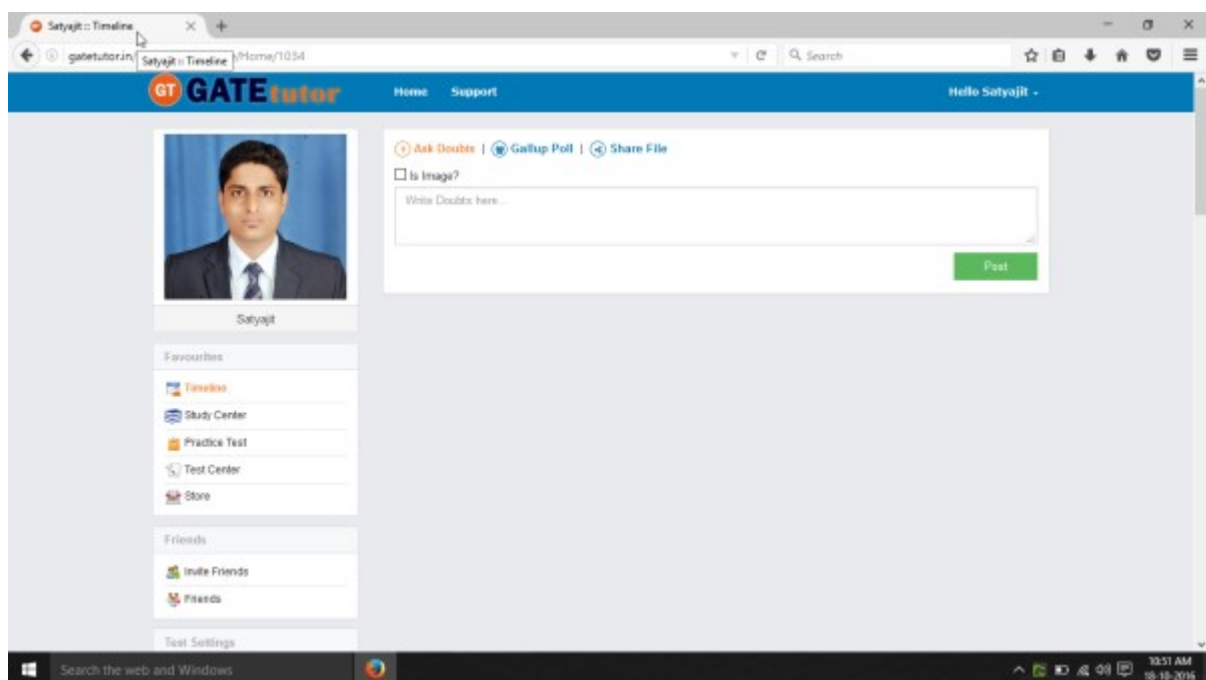 Satyajit :: Timeline
gatetutor.in/
/Home/1034
Search
Satyajit :: Timeline
GT GATEtutor
Home Support
Hello Satyajit
Ask Doubts | Gallup Poll | Share File
Is Image?
Write Doubts here...
Post
Satyajit
Favourites
Timeline
Study Center
Practice Test
Test Center
Store
Friends
Invite Friends
Friends
Test Settings
Search the web and Windows
10:51 AM
18-10-2016